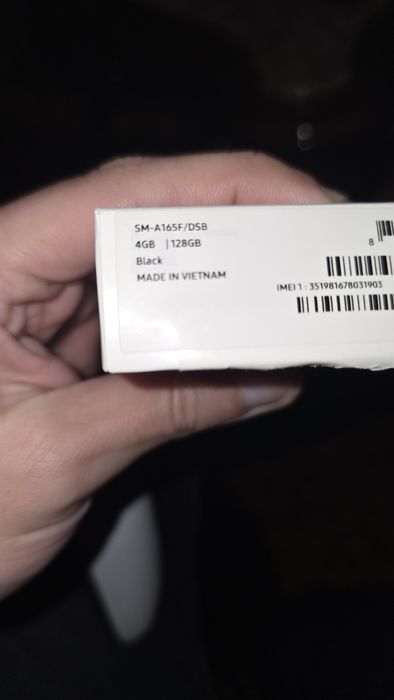 SM-A165F/DSB
4GB | 128GB
Black
MADE IN VIETNAM
8
IMEI 1 : 351981678031903